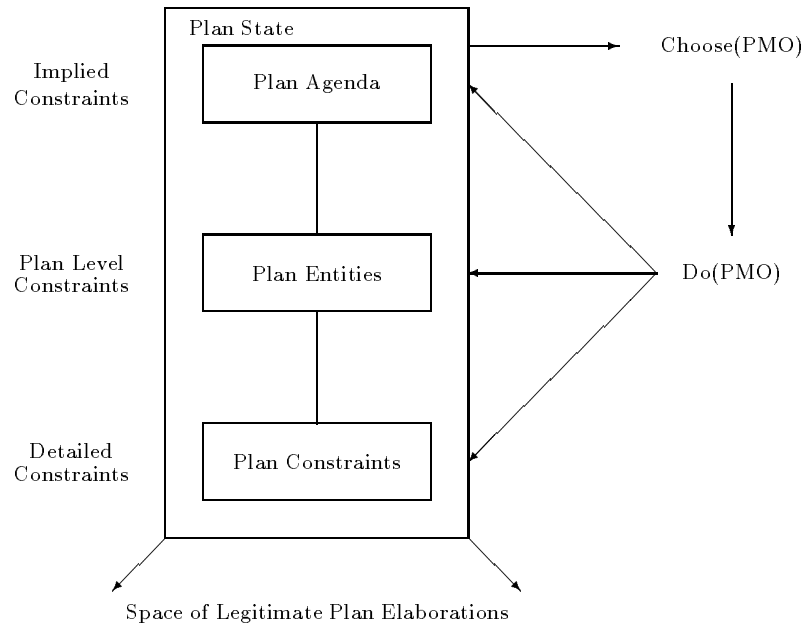 Plan State
Choose(PMO)
Implied
Constraints
Plan Agenda
Plan Level
Constraints
Plan Entities
Do(PMO)
Detailed
Constraints
Plan Constraints
Space of Legitimate Plan Elaborations